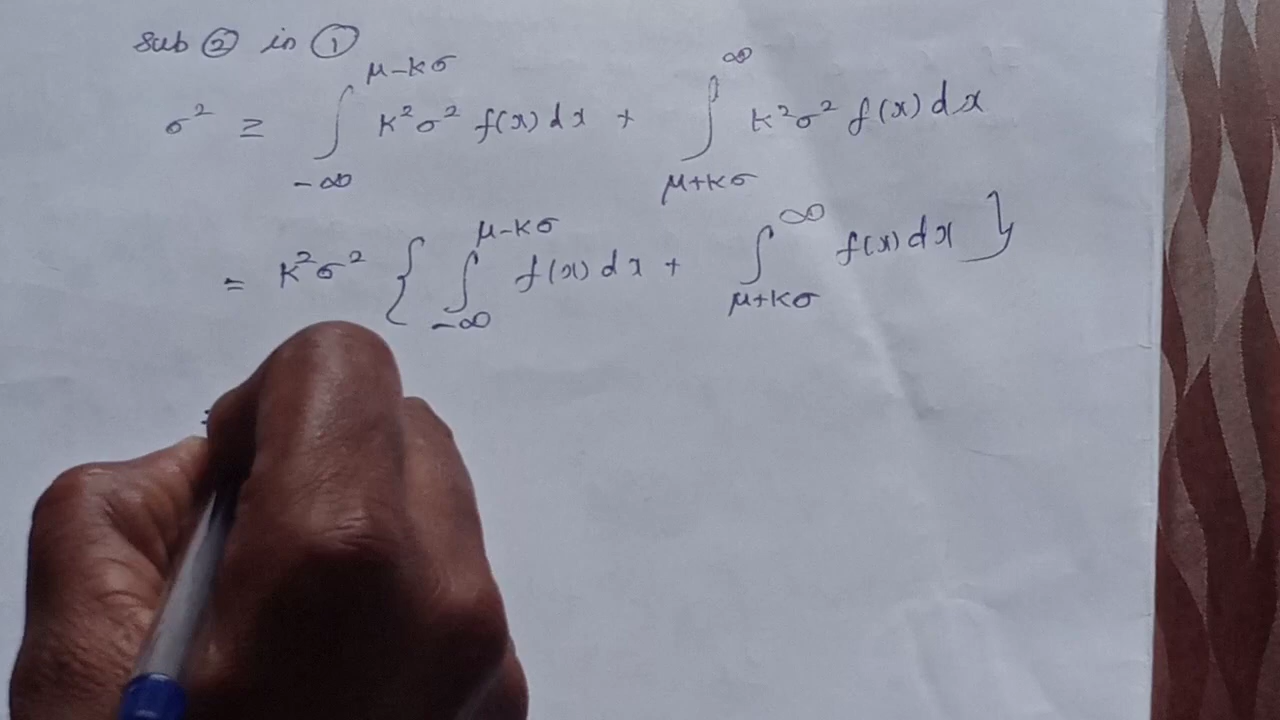 Sub ② in ①
σ² ≥ ∫_{-∞}^{μ-kσ} k²σ² f(x) dx + ∫_{μ+kσ}^{∞} k²σ² f(x) dx
= k²σ² { ∫_{-∞}^{μ-kσ} f(x) dx + ∫_{μ+kσ}^{∞} f(x) dx }